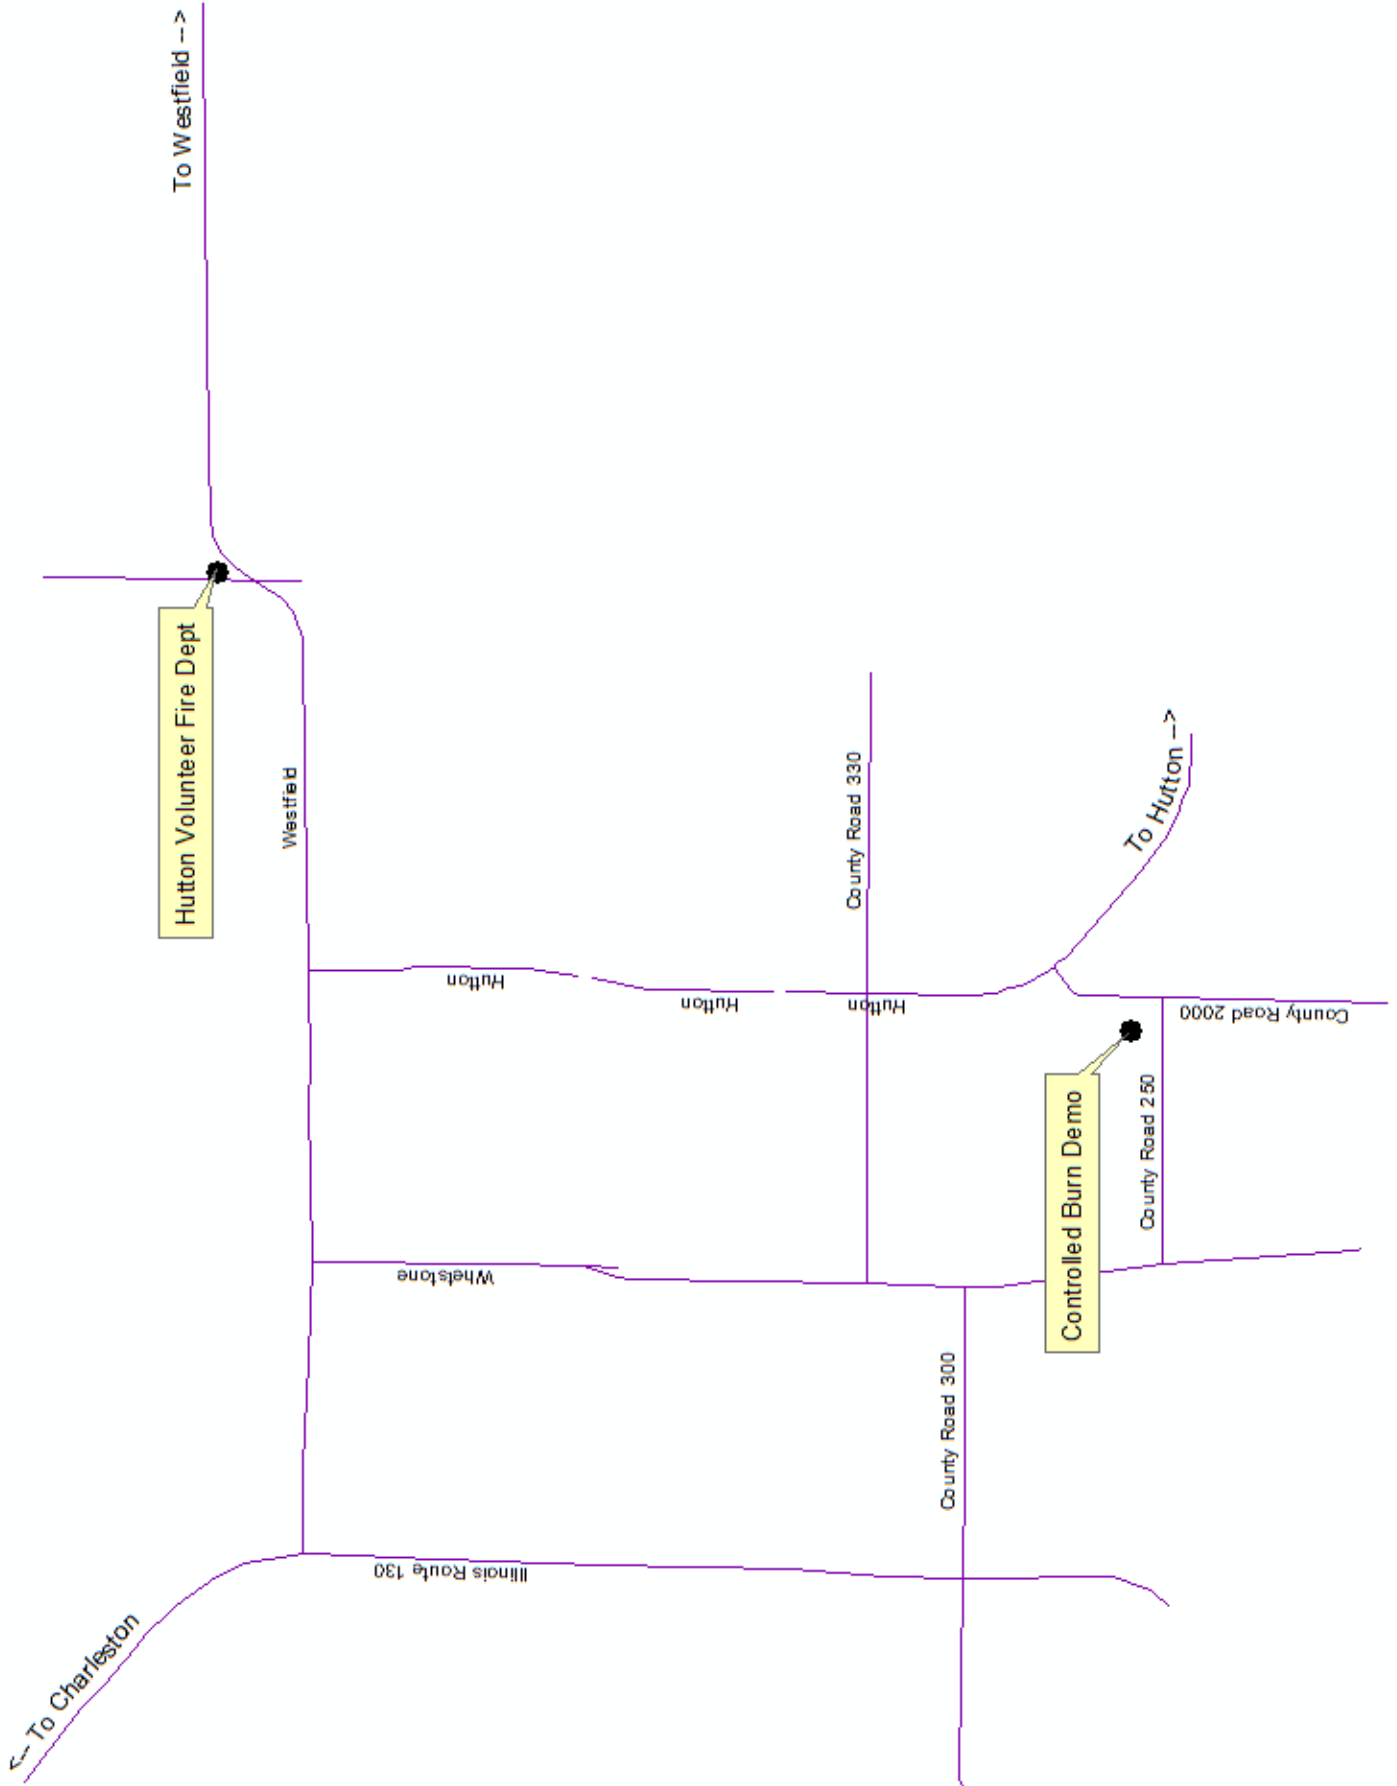 To Westfield -->
Hutton Volunteer Fire Dept
Westfield
County Road 330
To Hutton -->
Hutton
Hutton
Hutton
County Road 2000
County Road 250
Controlled Burn Demo
Whetstone
County Road 300
Illinois Route 130
<-- To Charleston